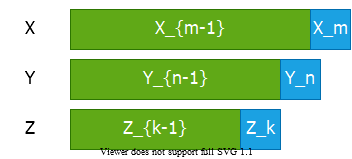 X X_{m-1} X_m
Y Y_{n-1} Y_n
Z Z_{k-1} Z_k
Viewer does not support full SVG 1.1